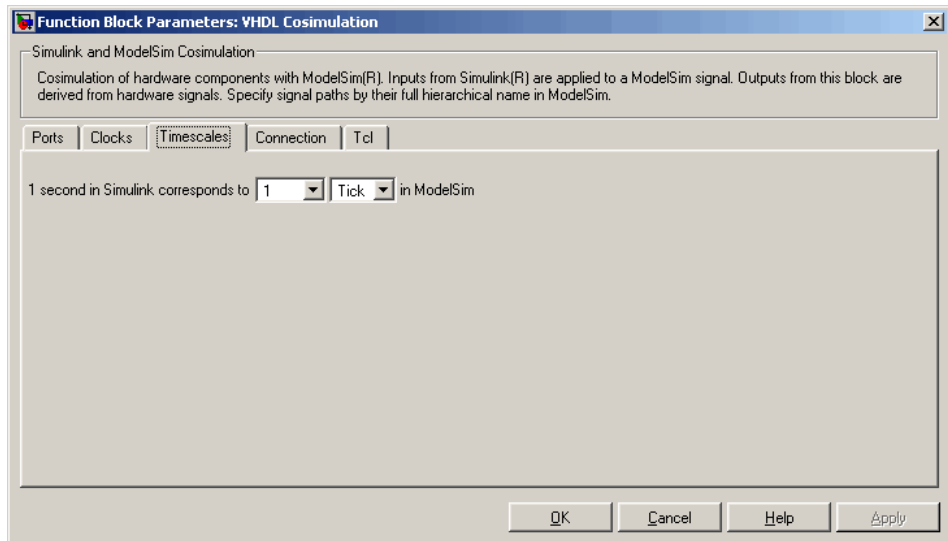 Function Block Parameters: VHDL Cosimulation
Simulink and ModelSim Cosimulation
Cosimulation of hardware components with ModelSim(R). Inputs from Simulink(R) are applied to a ModelSim signal. Outputs from this block are
derived from hardware signals. Specify signal paths by their full hierarchical name in ModelSim.
Ports Clocks Timescales Connection Tcl
1 second in Simulink corresponds to 1 Tick in ModelSim
OK Cancel Help Apply